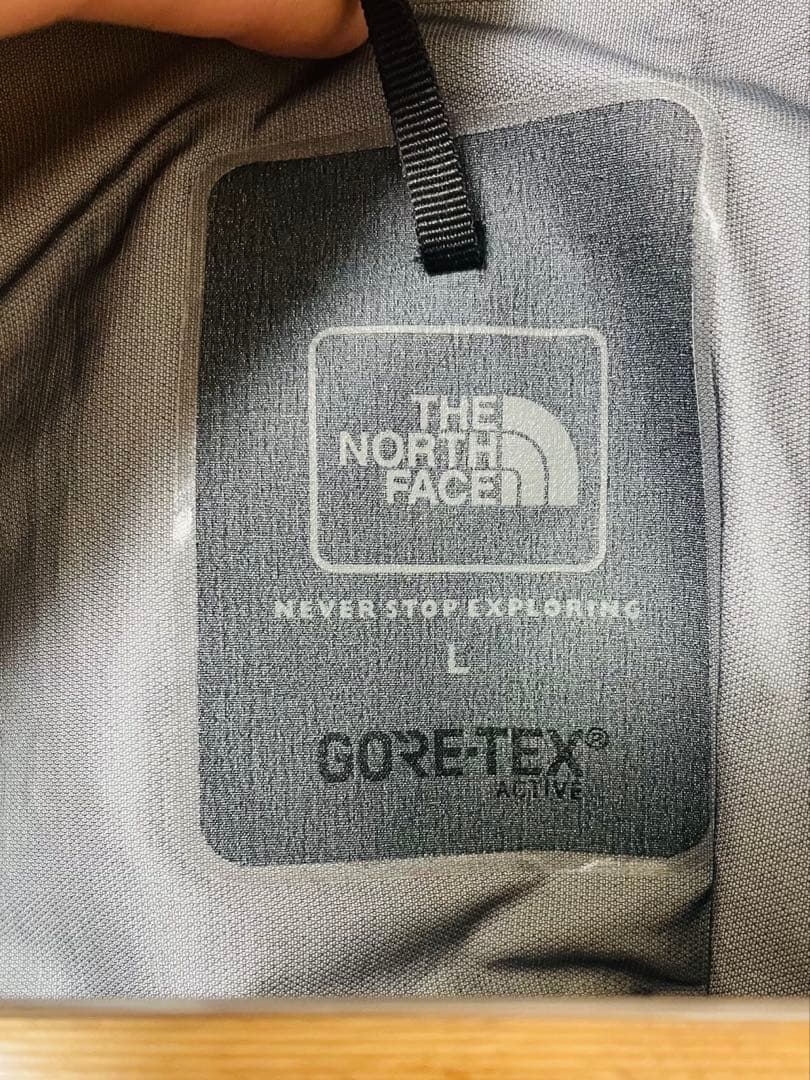 THE
NORTH
FACE
NEVER STOP EXPLORING
L
GORE-TEX®
ACTIVE